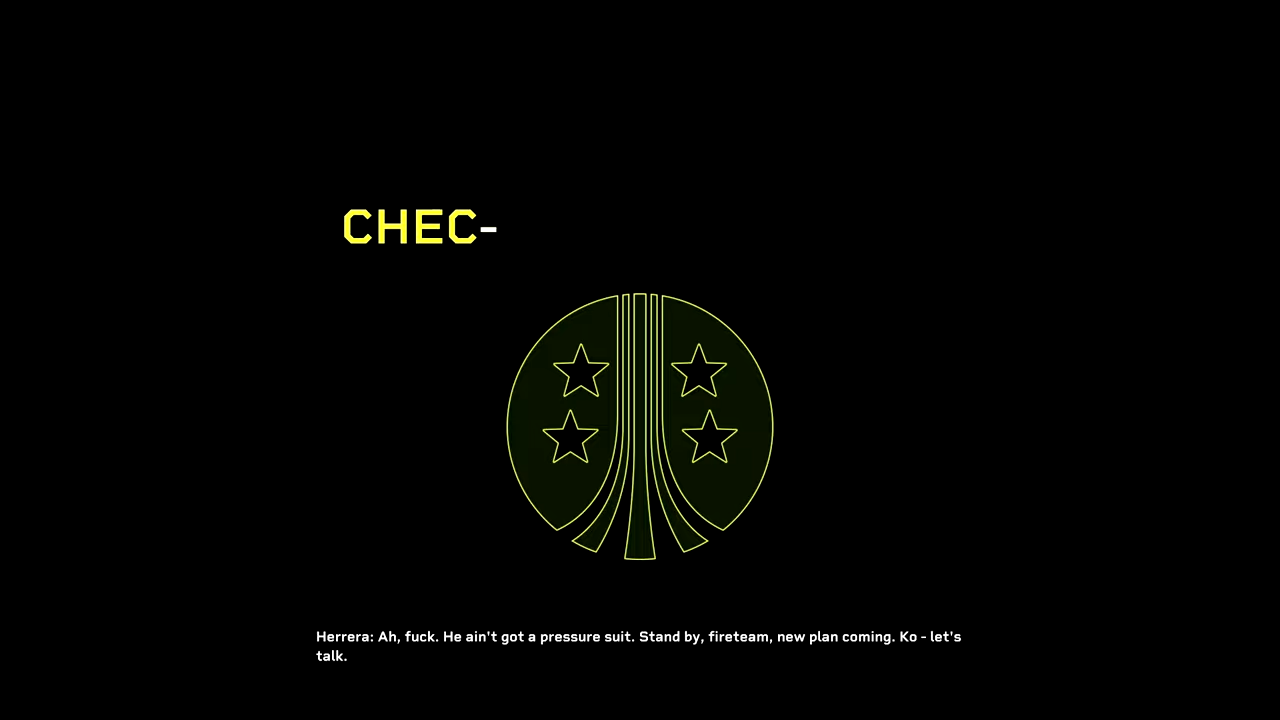 CHEC-
Herrera: Ah, fuck. He ain't got a pressure suit. Stand by, fireteam, new plan coming. Ko - let's
talk.